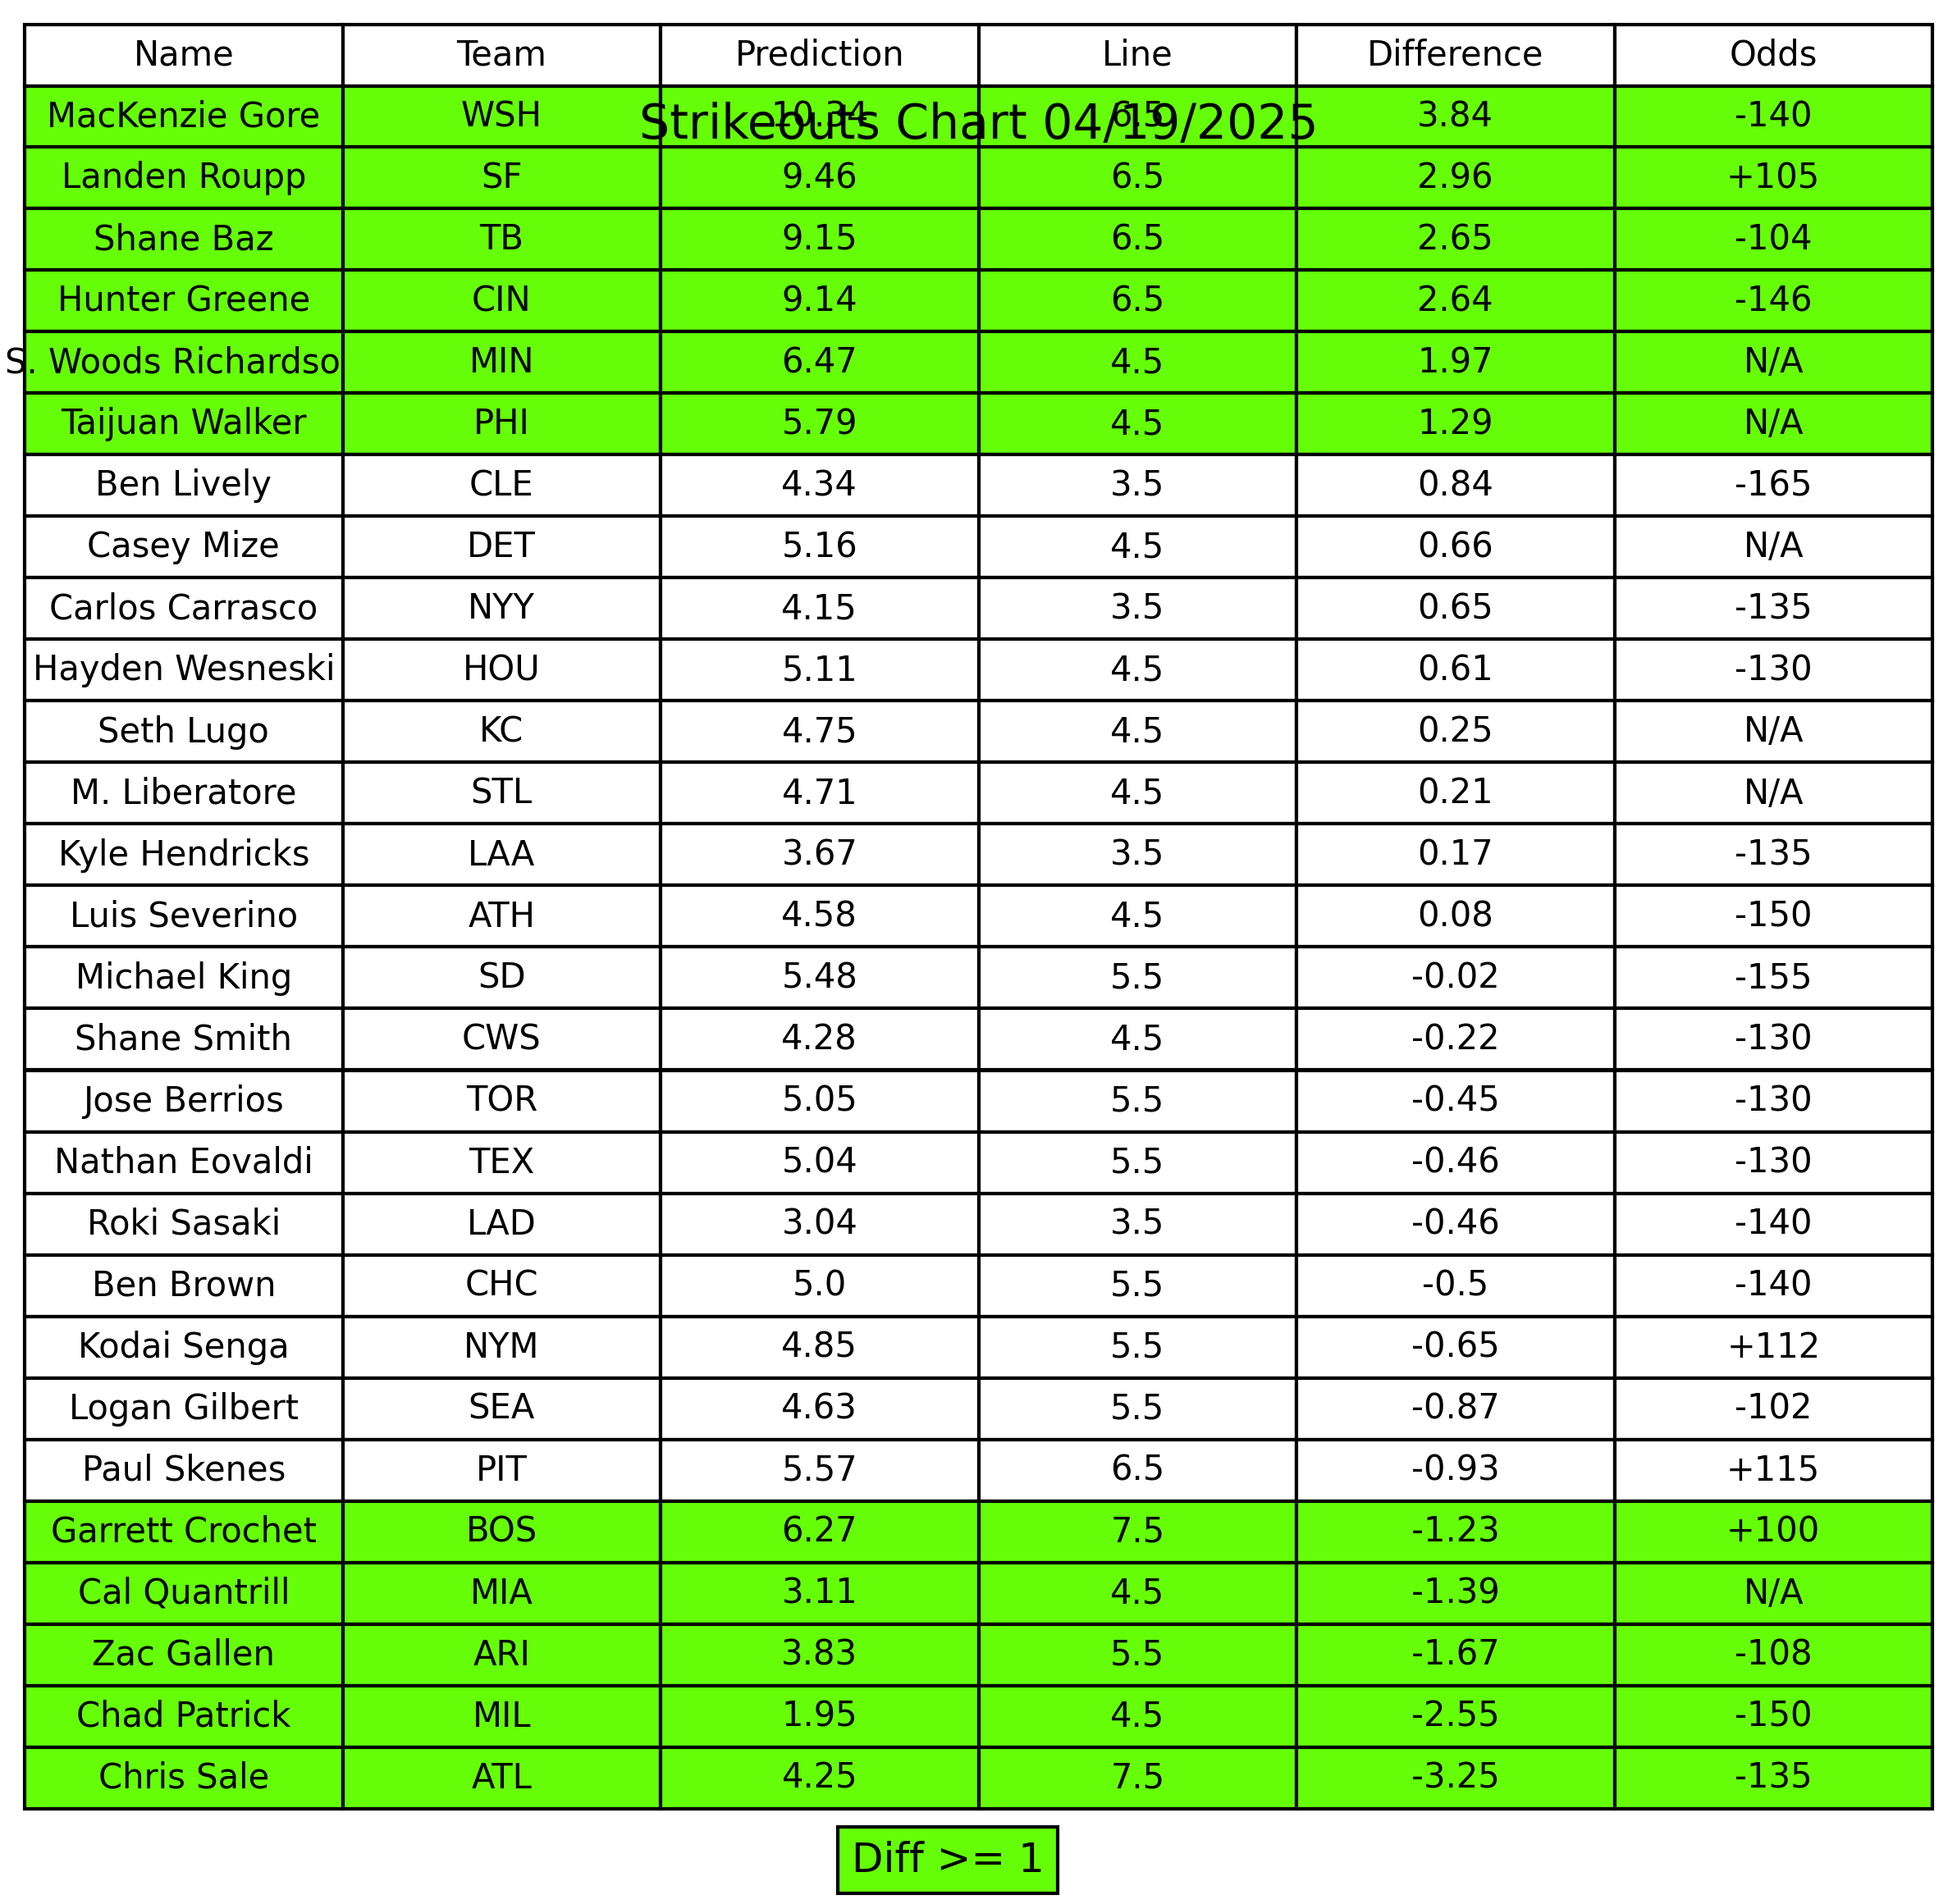 Name Team Prediction Line Difference Odds
MacKenzie Gore WSH 10.34 6.5 3.84 -140
Strikeouts Chart 04/19/2025
Landen Roupp SF 9.46 6.5 2.96 +105
Shane Baz TB 9.15 6.5 2.65 -104
Hunter Greene CIN 9.14 6.5 2.64 -146
S. Woods Richardso MIN 6.47 4.5 1.97 N/A
Taijuan Walker PHI 5.79 4.5 1.29 N/A
Ben Lively CLE 4.34 3.5 0.84 -165
Casey Mize DET 5.16 4.5 0.66 N/A
Carlos Carrasco NYY 4.15 3.5 0.65 -135
Hayden Wesneski HOU 5.11 4.5 0.61 -130
Seth Lugo KC 4.75 4.5 0.25 N/A
M. Liberatore STL 4.71 4.5 0.21 N/A
Kyle Hendricks LAA 3.67 3.5 0.17 -135
Luis Severino ATH 4.58 4.5 0.08 -150
Michael King SD 5.48 5.5 -0.02 -155
Shane Smith CWS 4.28 4.5 -0.22 -130
Jose Berrios TOR 5.05 5.5 -0.45 -130
Nathan Eovaldi TEX 5.04 5.5 -0.46 -130
Roki Sasaki LAD 3.04 3.5 -0.46 -140
Ben Brown CHC 5.0 5.5 -0.5 -140
Kodai Senga NYM 4.85 5.5 -0.65 +112
Logan Gilbert SEA 4.63 5.5 -0.87 -102
Paul Skenes PIT 5.57 6.5 -0.93 +115
Garrett Crochet BOS 6.27 7.5 -1.23 +100
Cal Quantrill MIA 3.11 4.5 -1.39 N/A
Zac Gallen ARI 3.83 5.5 -1.67 -108
Chad Patrick MIL 1.95 4.5 -2.55 -150
Chris Sale ATL 4.25 7.5 -3.25 -135
Diff >= 1